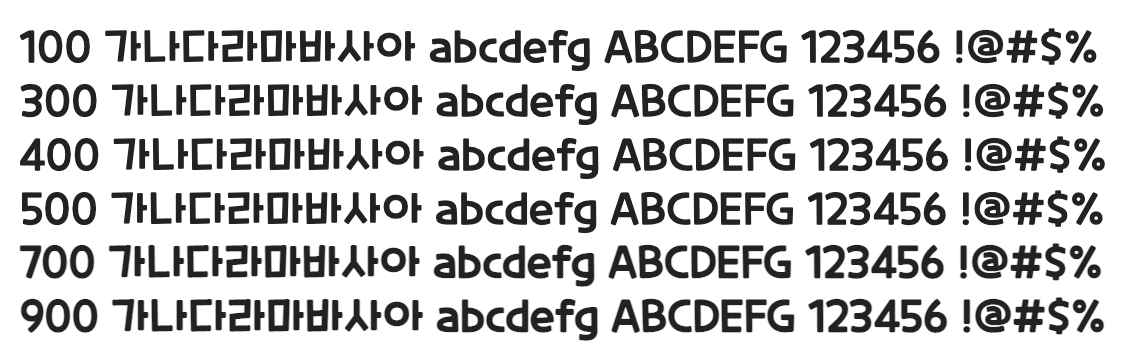 100 가나다라마바사아 abcdefg ABCDEFG 123456 !@#$%
300 가나다라마바사아 abcdefg ABCDEFG 123456 !@#$%
400 가나다라마바사아 abcdefg ABCDEFG 123456 !@#$%
500 가나다라마바사아 abcdefg ABCDEFG 123456 !@#$%
700 가나다라마바사아 abcdefg ABCDEFG 123456 !@#$%
900 가나다라마바사아 abcdefg ABCDEFG 123456 !@#$%